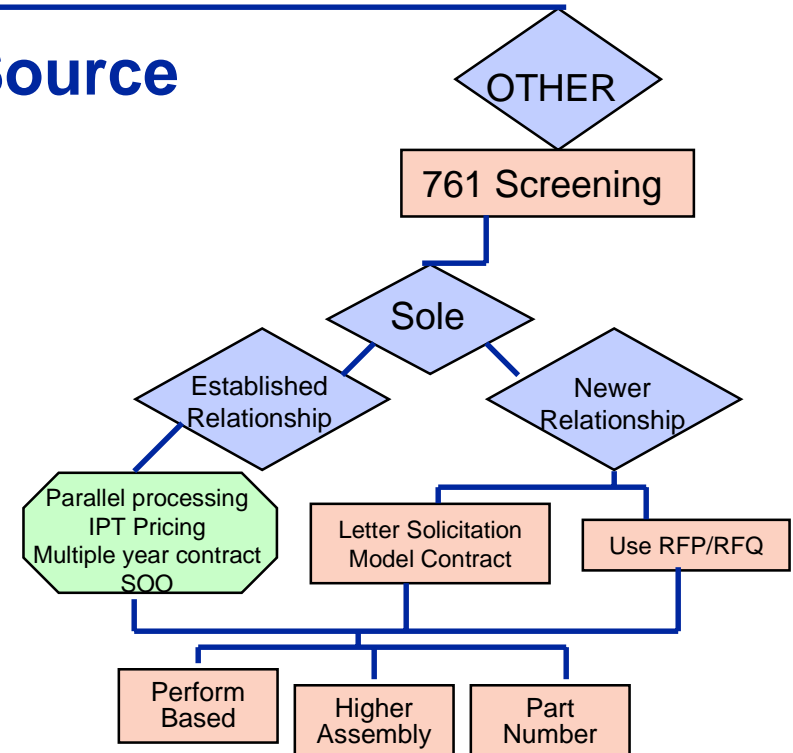 Source
OTHER
761 Screening
Sole
Established
Relationship
Newer
Relationship
Parallel processing
IPT Pricing
Multiple year contract
SOO
Letter Solicitation
Model Contract
Use RFP/RFQ
Perform
Based
Higher
Assembly
Part
Number